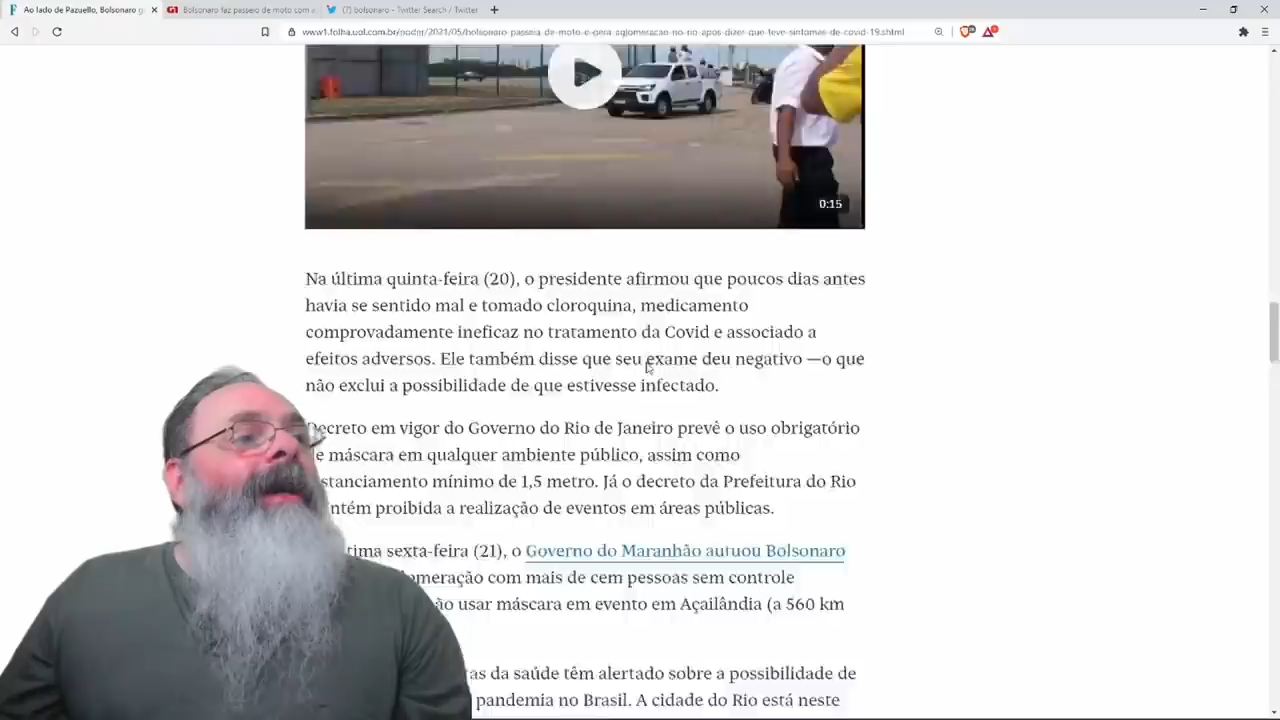 Ao lado de Pazuello, Bolsonaro g
Bolsonaro faz passeio de moto com a
(7) bolsonaro - Twitter Search / Twitter
www1.folha.uol.com.br/poder/2021/05/bolsonaro-passeia-de-moto-e-gera-aglomeracao-no-rio-apos-dizer-que-teve-sintomas-de-covid-19.shtml
0:15
Na última quinta-feira (20), o presidente afirmou que poucos dias antes
havia se sentido mal e tomado cloroquina, medicamento
comprovadamente ineficaz no tratamento da Covid e associado a
efeitos adversos. Ele também disse que seu exame deu negativo —o que
não exclui a possibilidade de que estivesse infectado.
Decreto em vigor do Governo do Rio de Janeiro prevê o uso obrigatório
e máscara em qualquer ambiente público, assim como
stanciamento mínimo de 1,5 metro. Já o decreto da Prefeitura do Rio
ntém proibida a realização de eventos em áreas públicas.
tima sexta-feira (21), o Governo do Maranhão autuou Bolsonaro
omeração com mais de cem pessoas sem controle
ão usar máscara em evento em Açailândia (a 560 km
as da saúde têm alertado sobre a possibilidade de
pandemia no Brasil. A cidade do Rio está neste